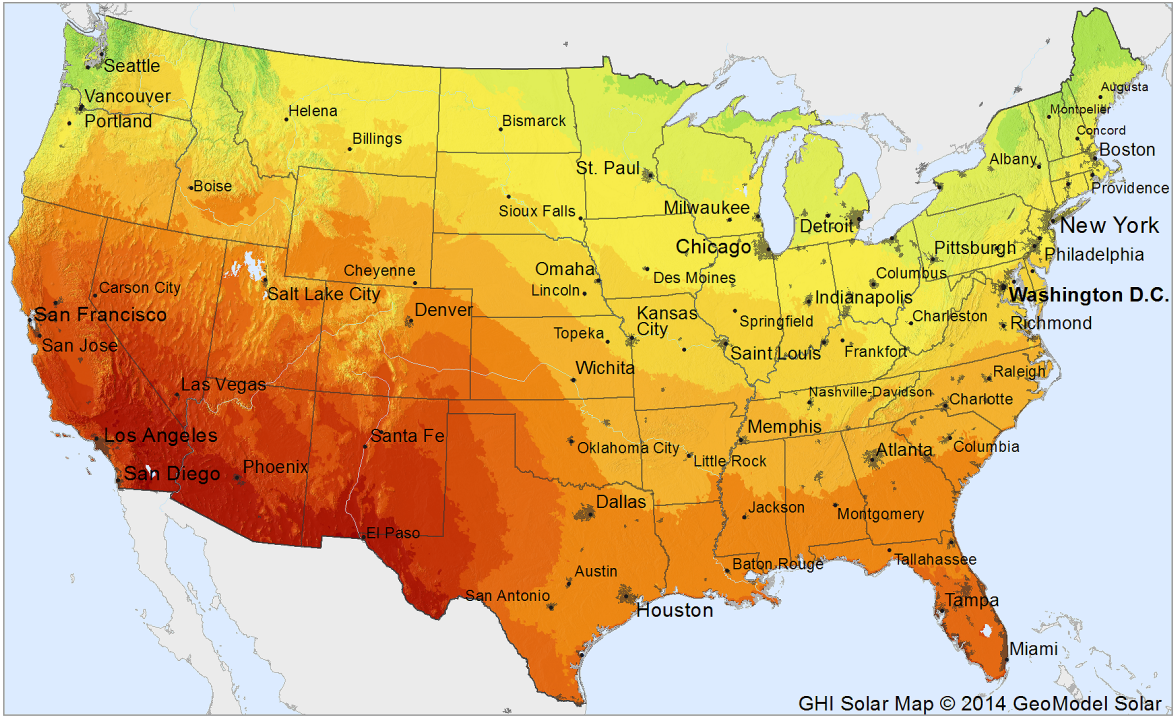 Seattle
Vancouver
Portland
Helena
Billings
Bismarck
St. Paul
Augusta
Montpelier
Concord
Boston
Albany
Providence
Boise
Sioux Falls
Milwaukee
Detroit
New York
Chicago
Pittsburgh
Philadelphia
Cheyenne
Omaha
Des Moines
Columbus
Carson City
Salt Lake City
Lincoln
Indianapolis
Washington D.C.
San Francisco
Denver
Kansas
City
Springfield
Charleston
Richmond
San Jose
Topeka
Saint Louis
Frankfort
Las Vegas
Wichita
Raleigh
Nashville-Davidson
Charlotte
Los Angeles
Santa Fe
Memphis
Oklahoma City
Atlanta
Columbia
San Diego
Phoenix
Little Rock
Dallas
Jackson
Montgomery
El Paso
Tallahassee
Austin
Baton Rouge
San Antonio
Houston
Tampa
Miami
GHI Solar Map © 2014 GeoModel Solar